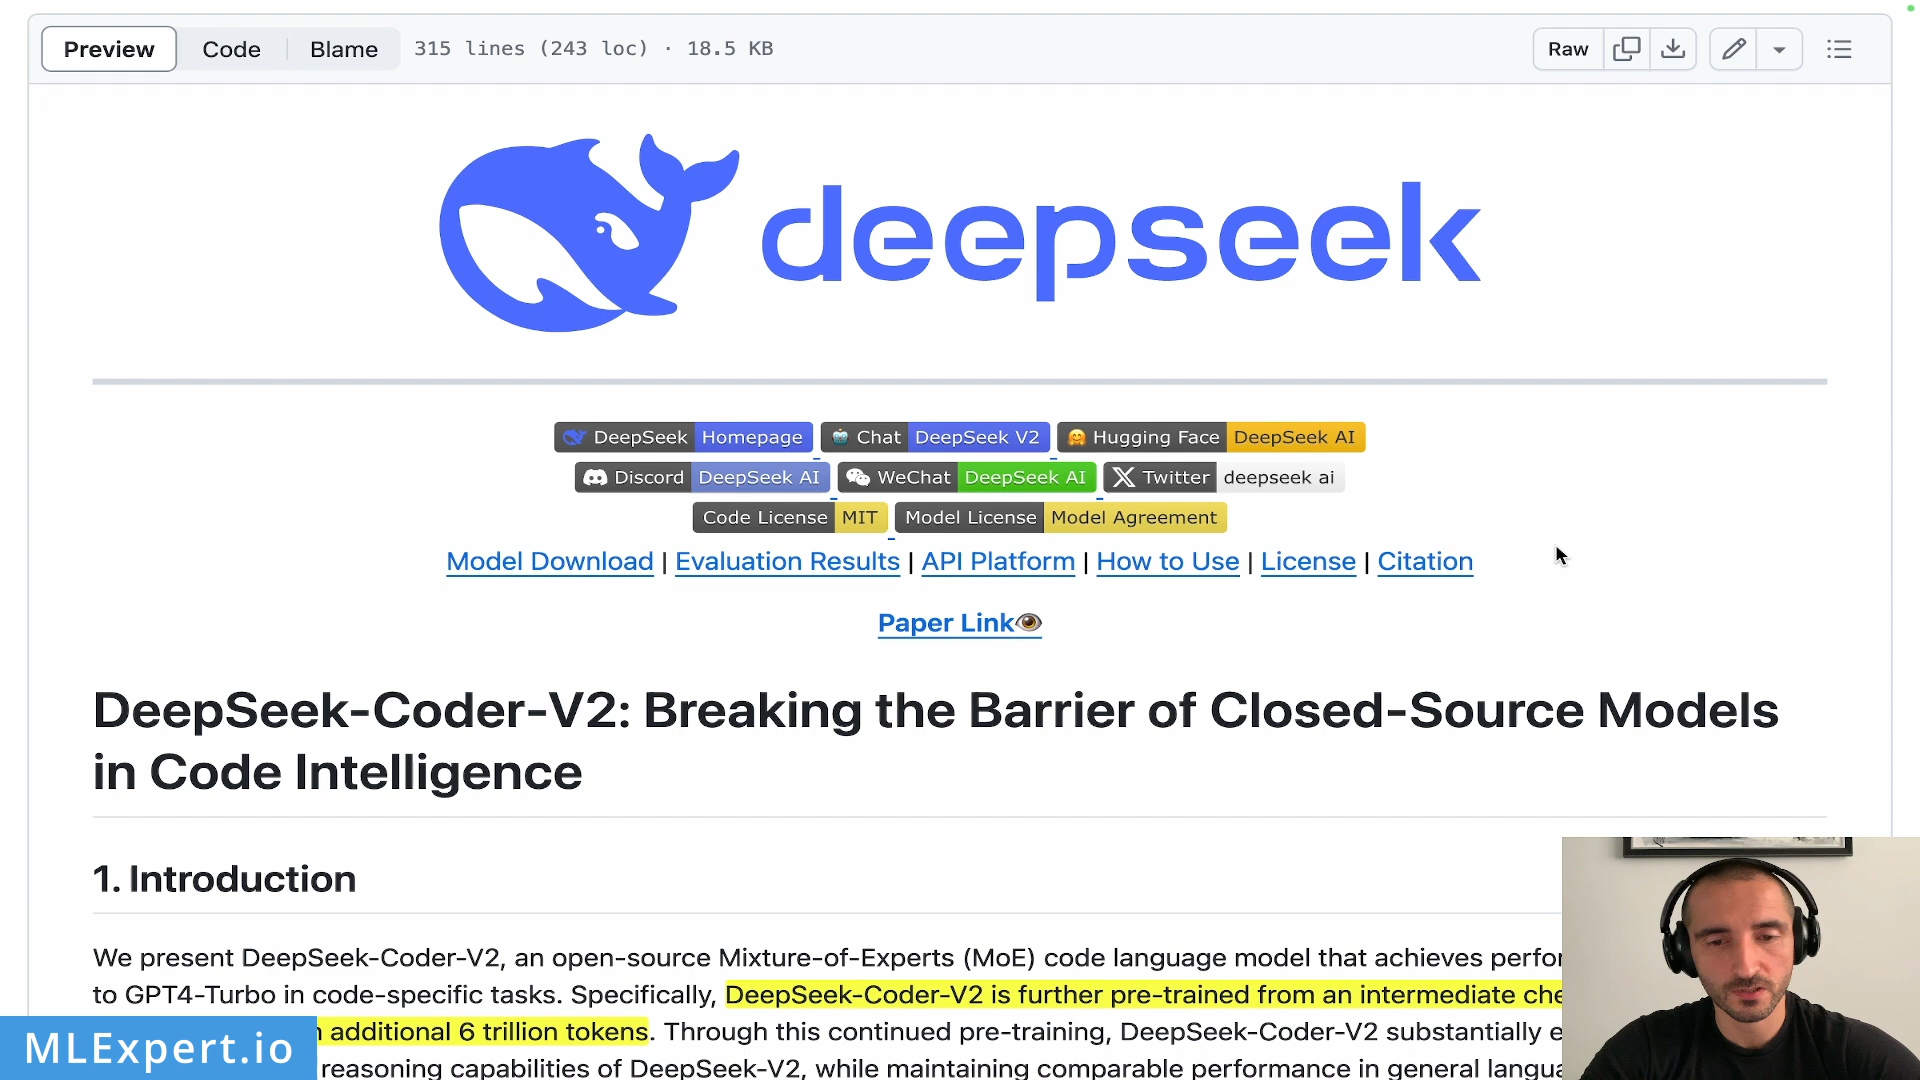 Preview Code Blame 315 lines (243 loc) · 18.5 KB Raw
deepseek
DeepSeek Homepage Chat DeepSeek V2 Hugging Face DeepSeek AI
Discord DeepSeek AI WeChat DeepSeek AI Twitter deepseek ai
Code License MIT Model License Model Agreement
Model Download | Evaluation Results | API Platform | How to Use | License | Citation
Paper Link👁️
DeepSeek-Coder-V2: Breaking the Barrier of Closed-Source Models
in Code Intelligence
1. Introduction
We present DeepSeek-Coder-V2, an open-source Mixture-of-Experts (MoE) code language model that achieves
to GPT4-Turbo in code-specific tasks. Specifically, DeepSeek-Coder-V2 is further pre-trained from an intermediate
additional 6 trillion tokens. Through this continued pre-training, DeepSeek-Coder-V2 substantially
reasoning capabilities of DeepSeek-V2, while maintaining comparable performance in general
MLExpert.io